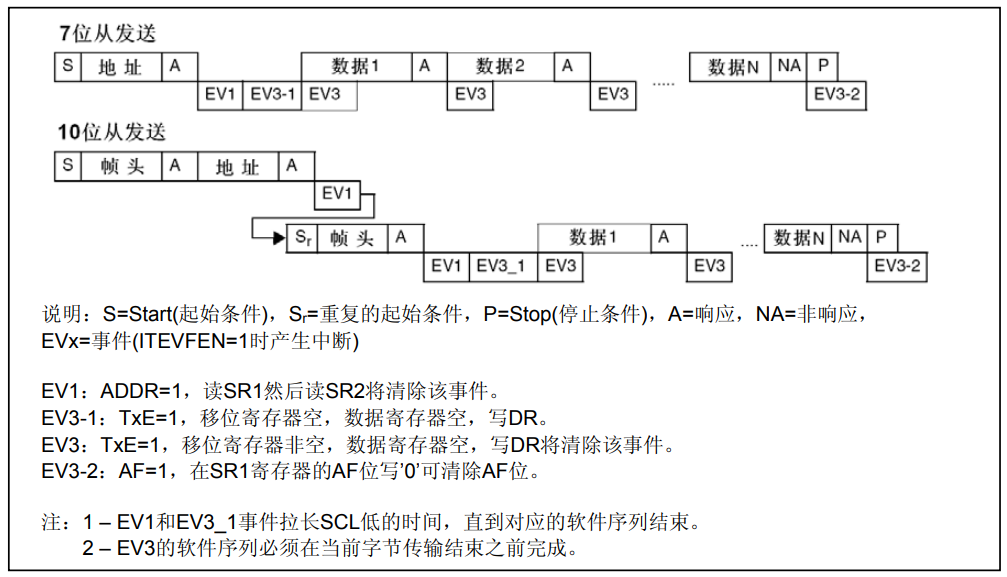 7位从发送
S 地址 A 数据1 A 数据2 A ..... 数据N NA P
EV1 EV3-1 EV3 EV3 EV3 EV3-2
10位从发送
S 帧头 A 地址 A
EV1
Sr 帧头 A 数据1 A .... 数据N NA P
EV1 EV3_1 EV3 EV3 EV3-2
说明：S=Start(起始条件)，Sr=重复的起始条件，P=Stop(停止条件)，A=响应，NA=非响应，
EVx=事件(ITEVFEN=1时产生中断)
EV1：ADDR=1，读SR1然后读SR2将清除该事件。
EV3-1：TxE=1，移位寄存器空，数据寄存器空，写DR。
EV3：TxE=1，移位寄存器非空，数据寄存器空，写DR将清除该事件。
EV3-2：AF=1，在SR1寄存器的AF位写'0'可清除AF位。
注：1 – EV1和EV3_1事件拉长SCL低的时间，直到对应的软件序列结束。
2 – EV3的软件序列必须在当前字节传输结束之前完成。